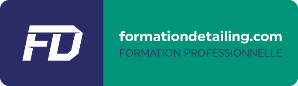 FD
formationdetailing.com
FORMATION PROFESSIONNELLE